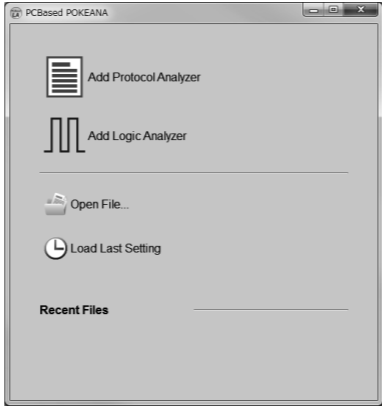 PCBased POKEANA
Add Protocol Analyzer
Add Logic Analyzer
Open File...
Load Last Setting
Recent Files